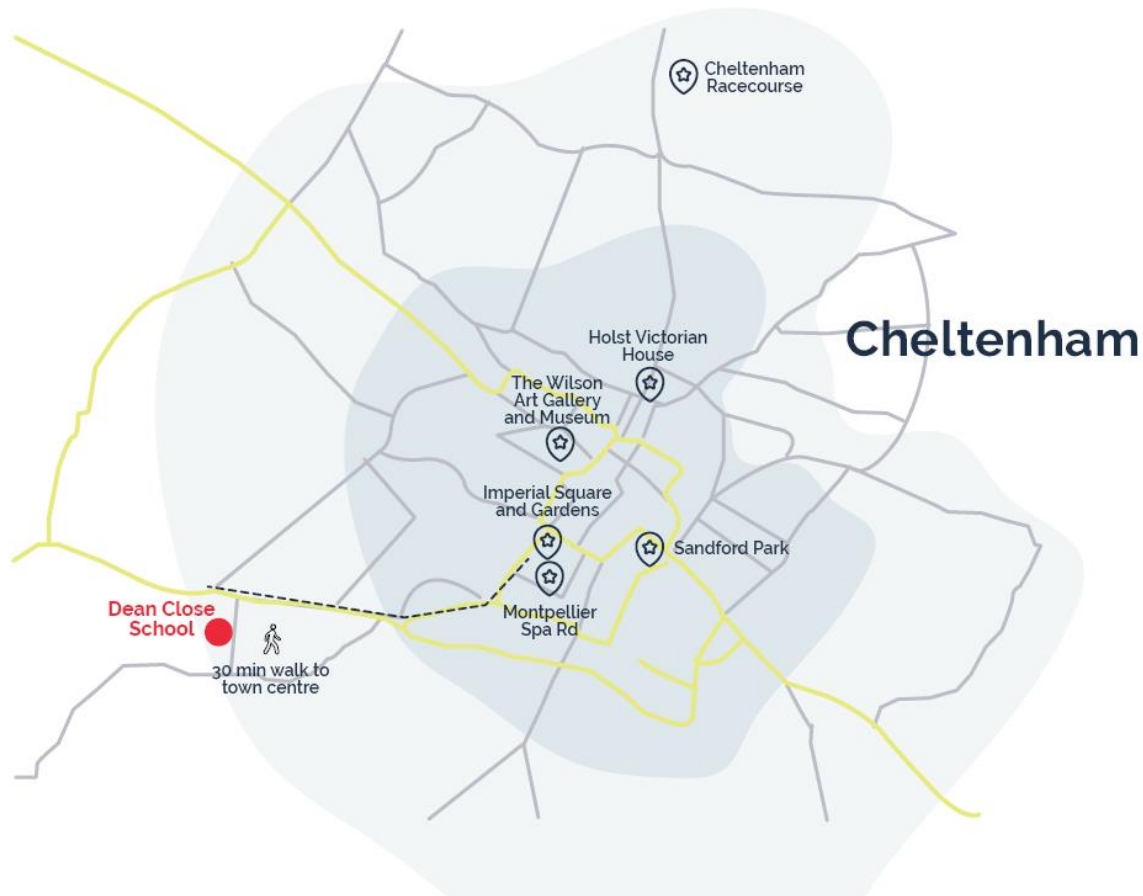 Cheltenham
Racecourse
Cheltenham
Holst Victorian
House
The Wilson
Art Gallery
and Museum
Imperial Square
and Gardens
Sandford Park
Montpellier
Spa Rd
Dean Close
School
30 min walk to
town centre